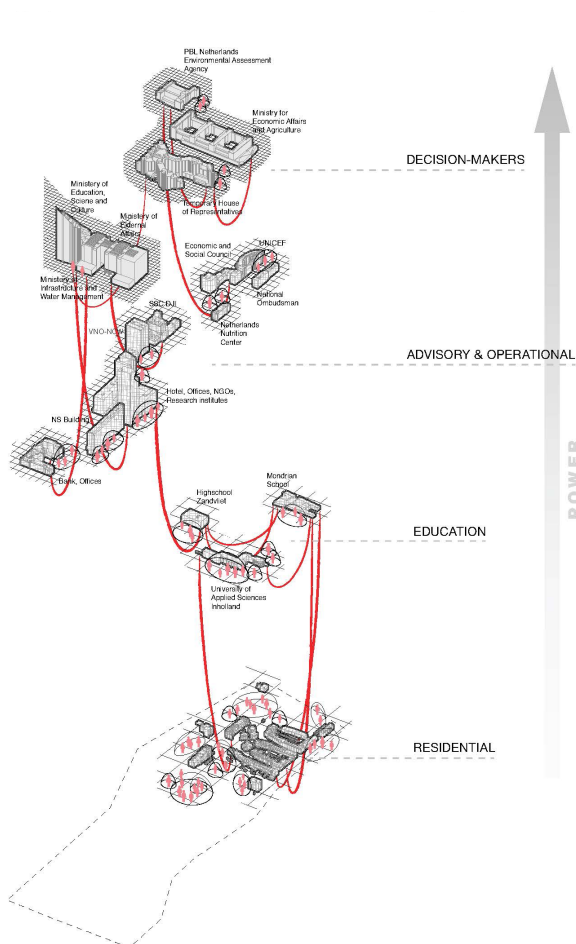 PBL Netherlands
Environmental Assessment
Agency
Ministry for
Economic Affairs
and Agriculture
DECISION-MAKERS
Ministry of
Education,
Sciene and
Culture
Temporary House
of Representatives
Ministry of
External
Affairs
Economic and
Social Council
UNICEF
Ministry of
Infrastructure and
Water Management
National
Ombudsman
SSC DJI
VNO-NCW
Netherlands
Nutrition
Center
ADVISORY & OPERATIONAL
Hotel, Offices, NGOs,
Research institutes
NS Building
Bank, Offices
POWER
Mondrian
School
Highschool
Zandvliet
EDUCATION
University of
Applied Sciences
Inholland
RESIDENTIAL